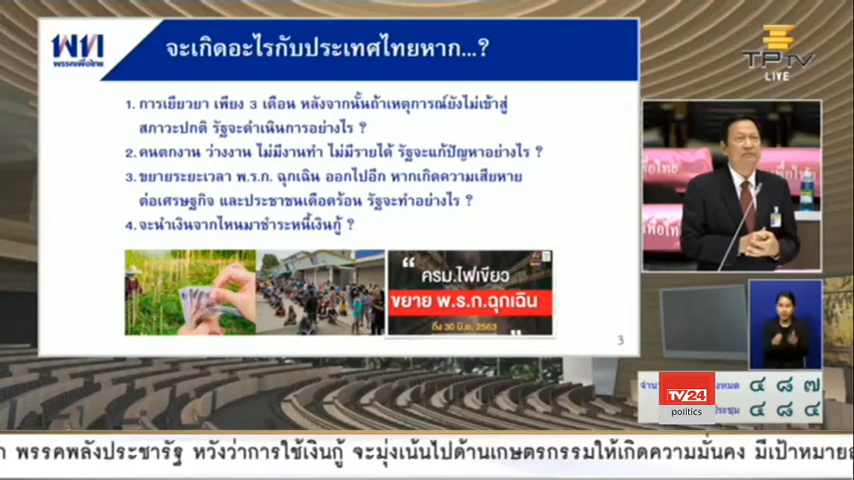 พท
พรรคเพื่อไทย
จะเกิดอะไรกับประเทศไทยหาก...?
1. การเยียวยา เพียง 3 เดือน หลังจากนั้นถ้าเหตุการณ์ยังไม่เข้าสู่
สภาวะปกติ รัฐจะดำเนินการอย่างไร ?
2. คนตกงาน ว่างงาน ไม่มีงานทำ ไม่มีรายได้ รัฐจะแก้ปัญหาอย่างไร ?
3. ขยายระยะเวลา พ.ร.ก. ฉุกเฉิน ออกไปอีก หากเกิดความเสียหาย
ต่อเศรษฐกิจ และประชาชนเดือดร้อน รัฐจะทำอย่างไร ?
4. จะนำเงินจากไหนมาชำระหนี้เงินกู้ ?
“ ครม.ไฟเขียว
ขยาย พ.ร.ก.ฉุกเฉิน
ถึง 30 มิ.ย. 2563 ”
3
TPTV
LIVE
เพื่อไทย
เพื่อไทย
เพื่อไทย
TV24
politics
๔ ๘ ๗
๔ ๘ ๔
พรรคพลังประชารัฐ หวังว่าการใช้เงินกู้ จะมุ่งเน้นไปด้านเกษตรกรรมให้เกิดความมั่นคง มีเป้าหมาย